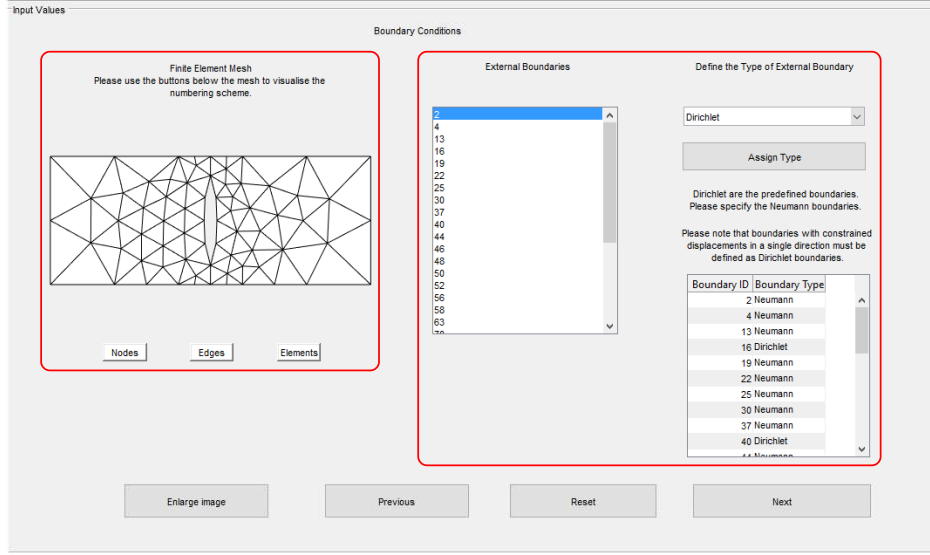 Input Values
Boundary Conditions
Finite Element Mesh
Please use the buttons below the mesh to visualise the
numbering scheme.
Nodes
Edges
Elements
External Boundaries
2
4
13
16
19
22
25
30
37
40
44
46
48
50
52
56
58
63
Define the Type of External Boundary
Dirichlet
Assign Type
Dirichlet are the predefined boundaries.
Please specify the Neumann boundaries.
Please note that boundaries with constrained
displacements in a single direction must be
defined as Dirichlet boundaries.
Boundary ID Boundary Type
2 Neumann
4 Neumann
13 Neumann
16 Dirichlet
19 Neumann
22 Neumann
25 Neumann
30 Neumann
37 Neumann
40 Dirichlet
44 Neumann
Enlarge image
Previous
Reset
Next